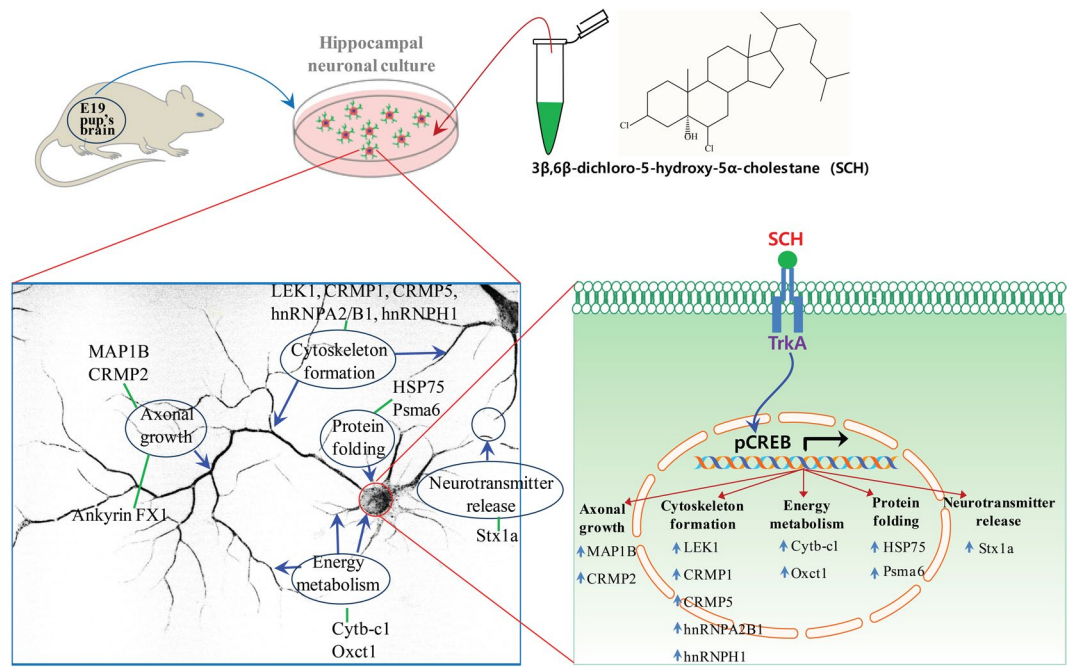 Hippocampal
neuronal culture
E19
pup's
brain
Cl
OH
Cl
3β,6β-dichloro-5-hydroxy-5α-cholestane (SCH)
LEK1, CRMP1, CRMP5,
hnRNPA2/B1, hnRNPH1
Cytoskeleton
formation
MAP1B
CRMP2
Axonal
growth
Ankyrin FX1
HSP75
Psma6
Protein
folding
Neurotransmitter
release
Stx1a
Energy
metabolism
Cytb-c1
Oxct1
SCH
TrkA
pCREB
Axonal
growth
MAP1B
CRMP2
Cytoskeleton
formation
LEK1
CRMP1
CRMP5
hnRNPA2B1
hnRNPH1
Energy
metabolism
Cytb-c1
Oxct1
Protein
folding
HSP75
Psma6
Neurotransmitter
release
Stx1a